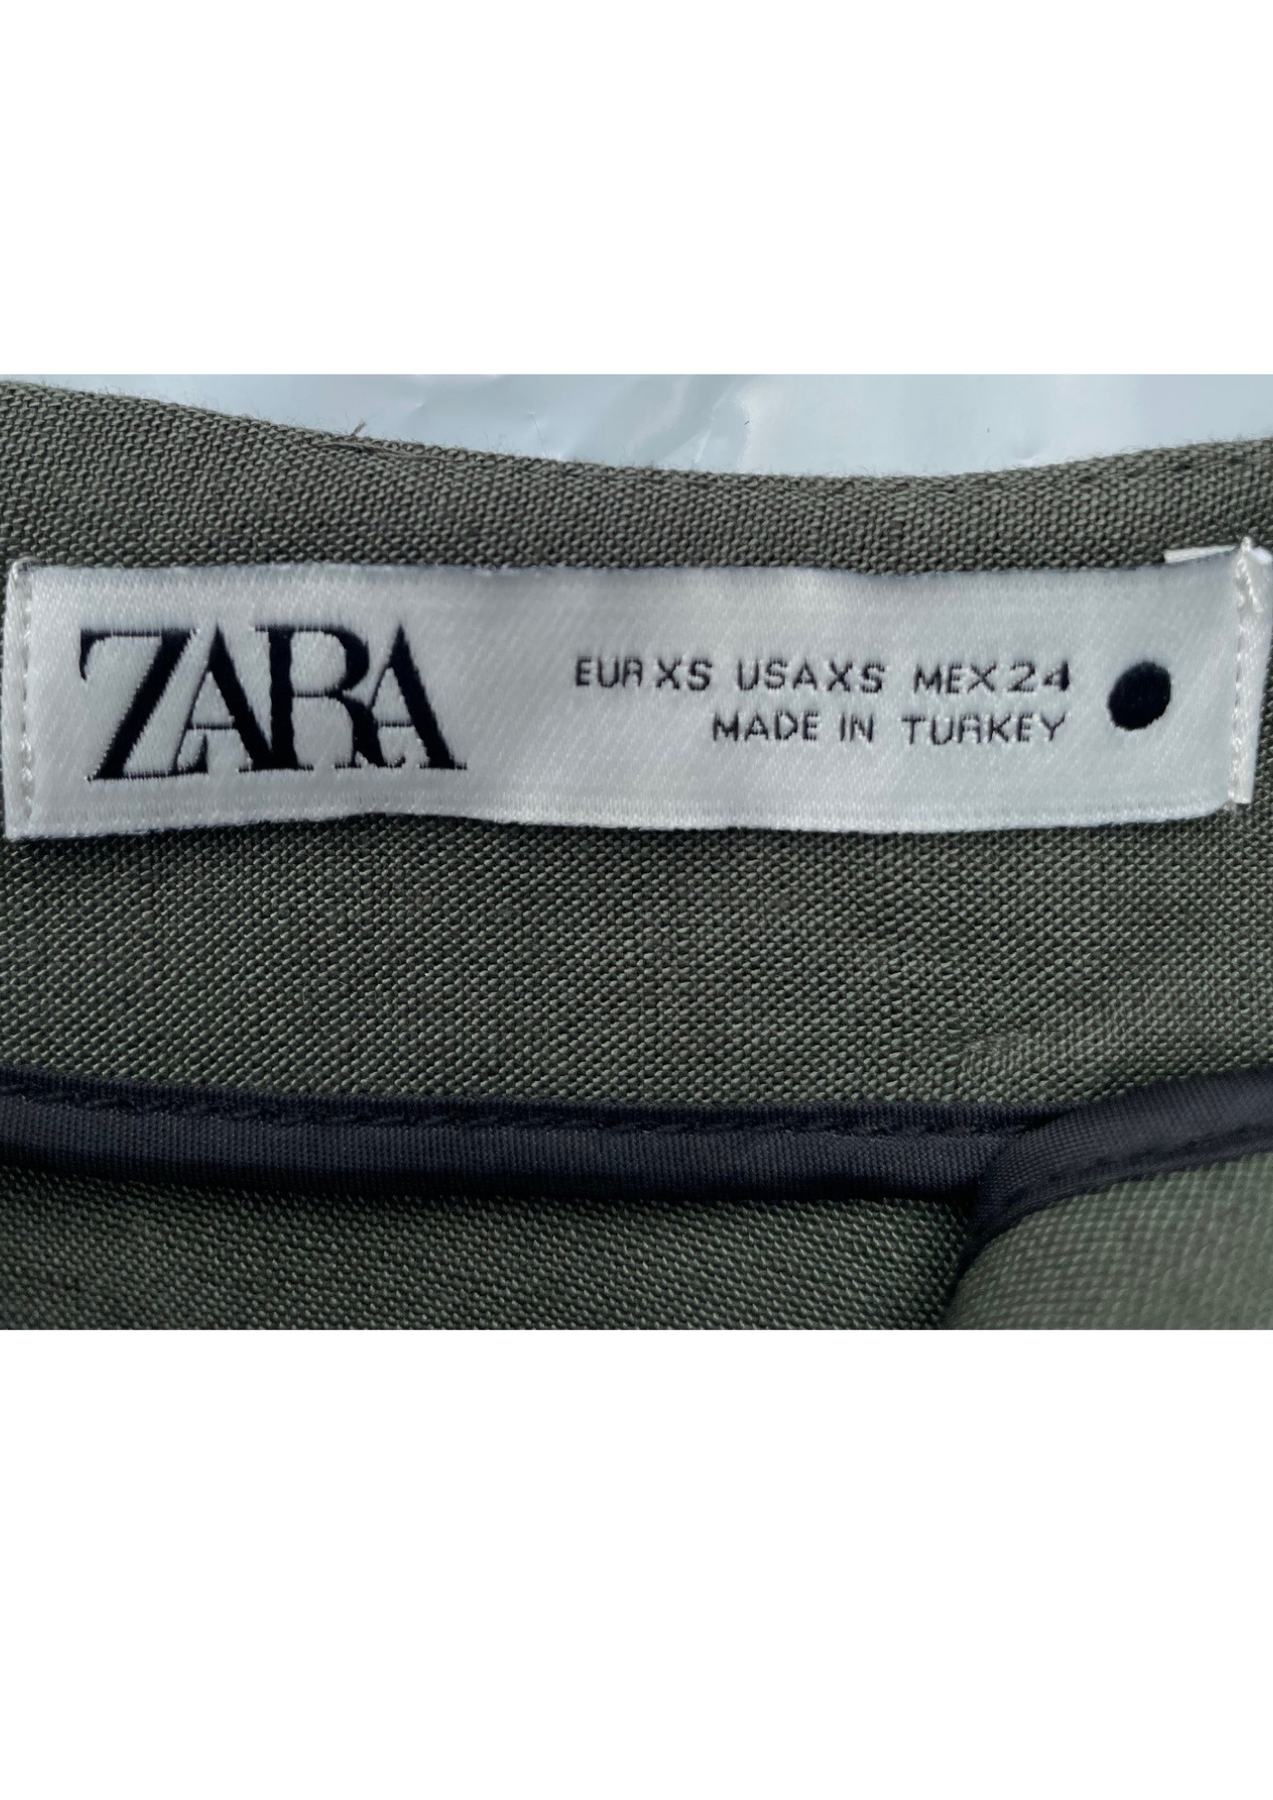 ZARA
EUR XS USA XS MEX 24
MADE IN TURKEY